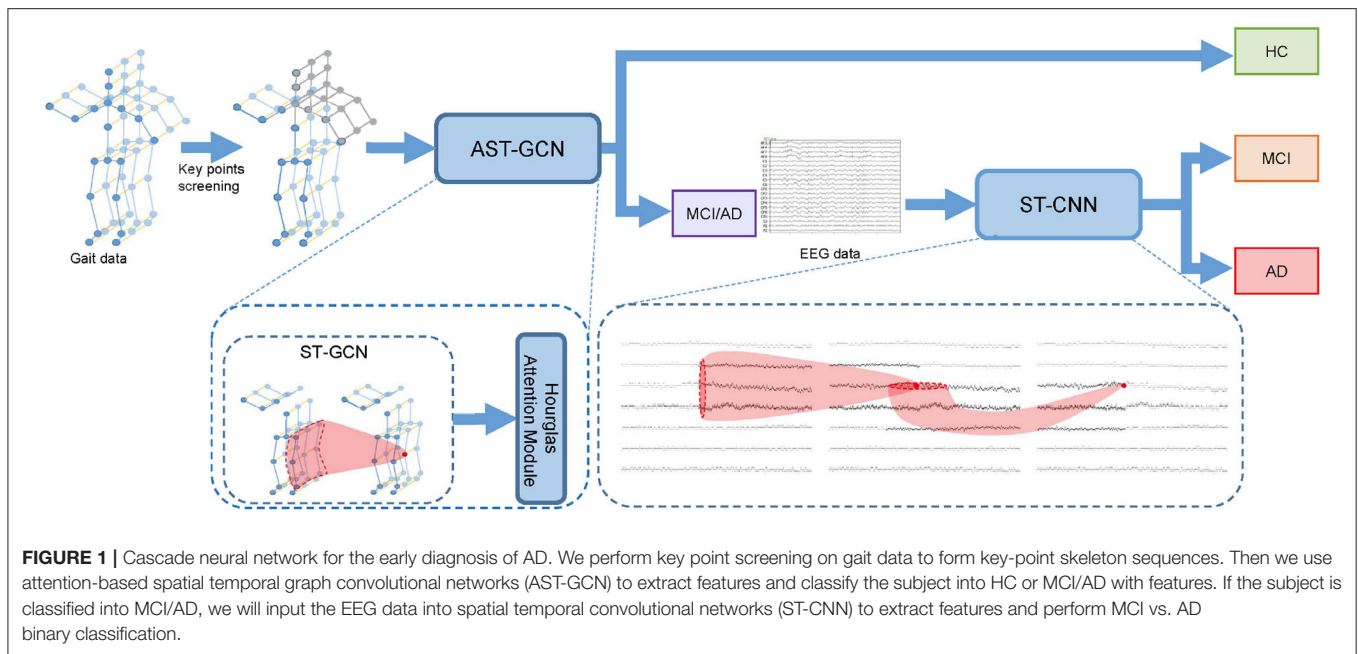 HC
AST-GCN
Key points
screening
MCI
MCI/AD
ST-CNN
Gait data
EEG data
AD
ST-GCN
Hourglas
Attention Module
FIGURE 1 | Cascade neural network for the early diagnosis of AD. We perform key point screening on gait data to form key-point skeleton sequences. Then we use
attention-based spatial temporal graph convolutional networks (AST-GCN) to extract features and classify the subject into HC or MCI/AD with features. If the subject is
classified into MCI/AD, we will input the EEG data into spatial temporal convolutional networks (ST-CNN) to extract features and perform MCI vs. AD
binary classification.